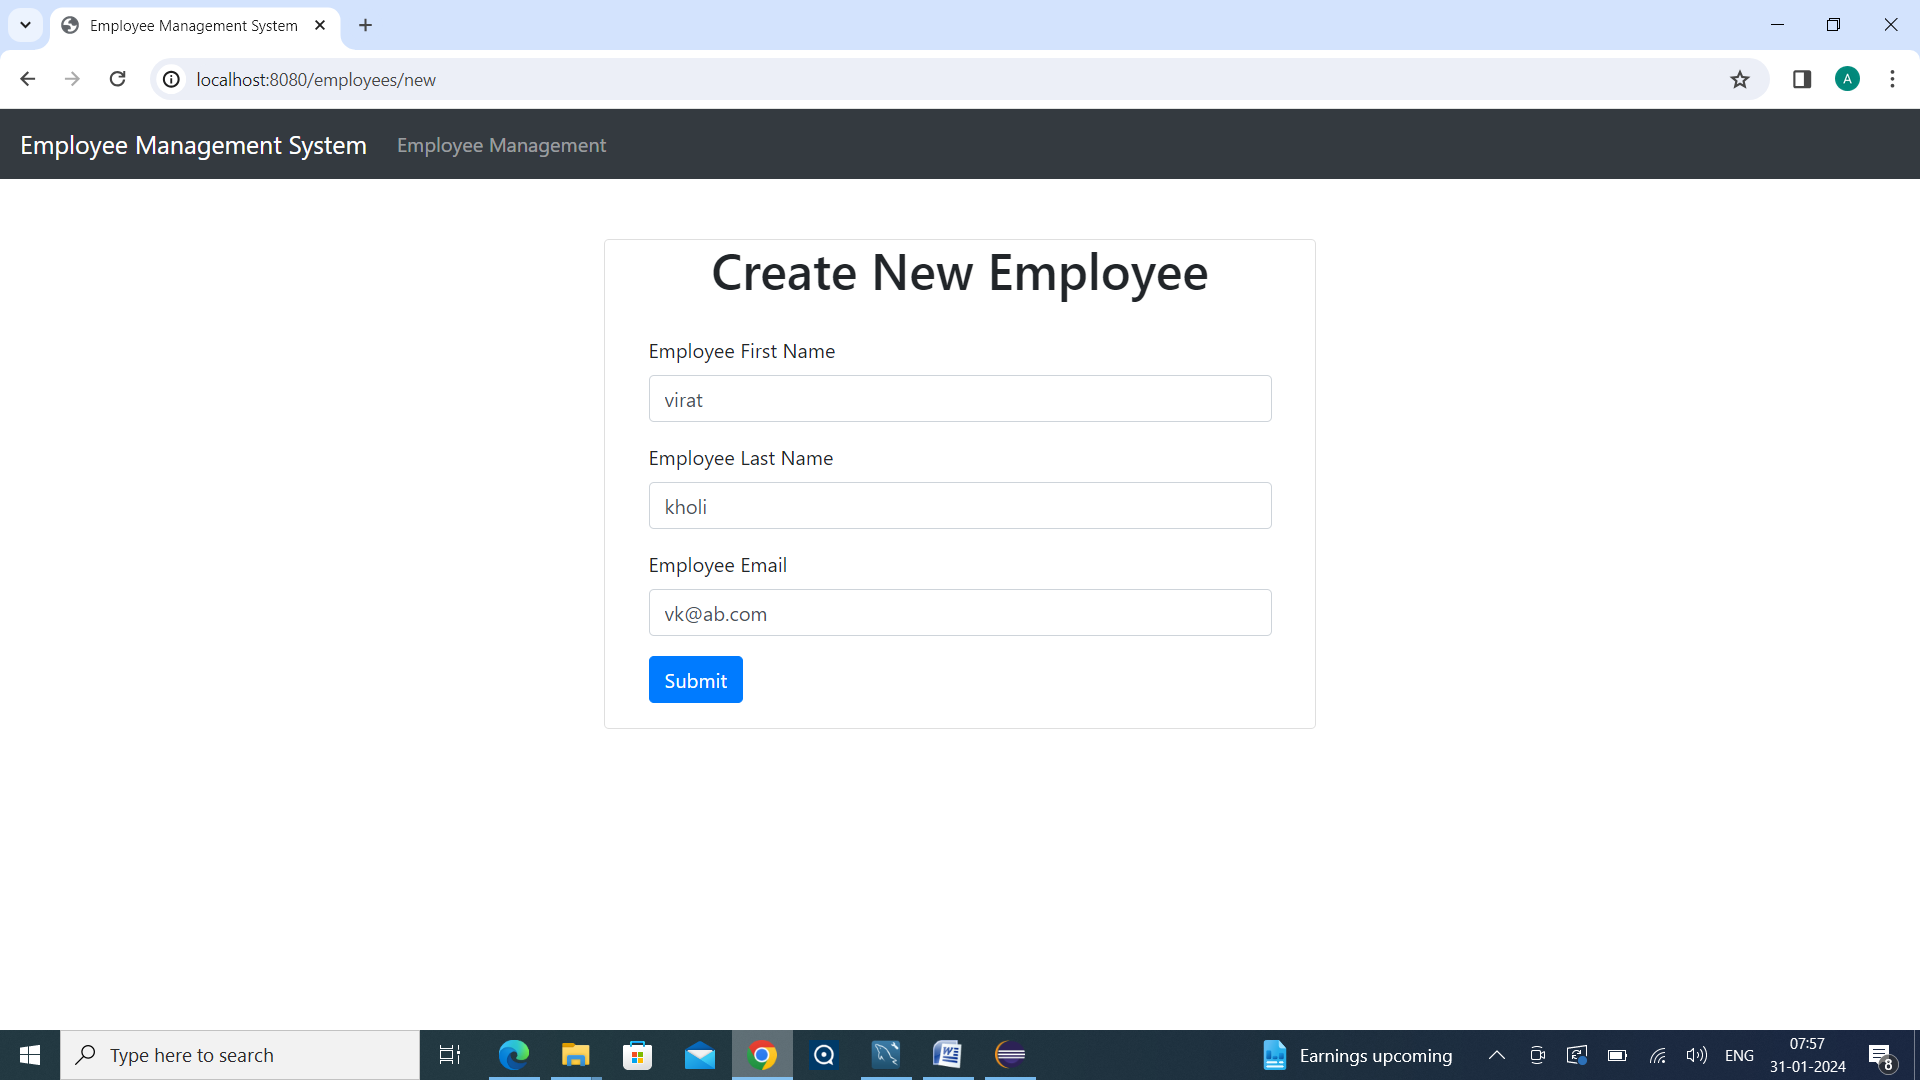 Employee Management System
localhost:8080/employees/new
A
Employee Management System Employee Management
Create New Employee
Employee First Name
virat
Employee Last Name
kholi
Employee Email
vk@ab.com
Submit
Type here to search
Earnings upcoming
ENG
07:57
31-01-2024
8